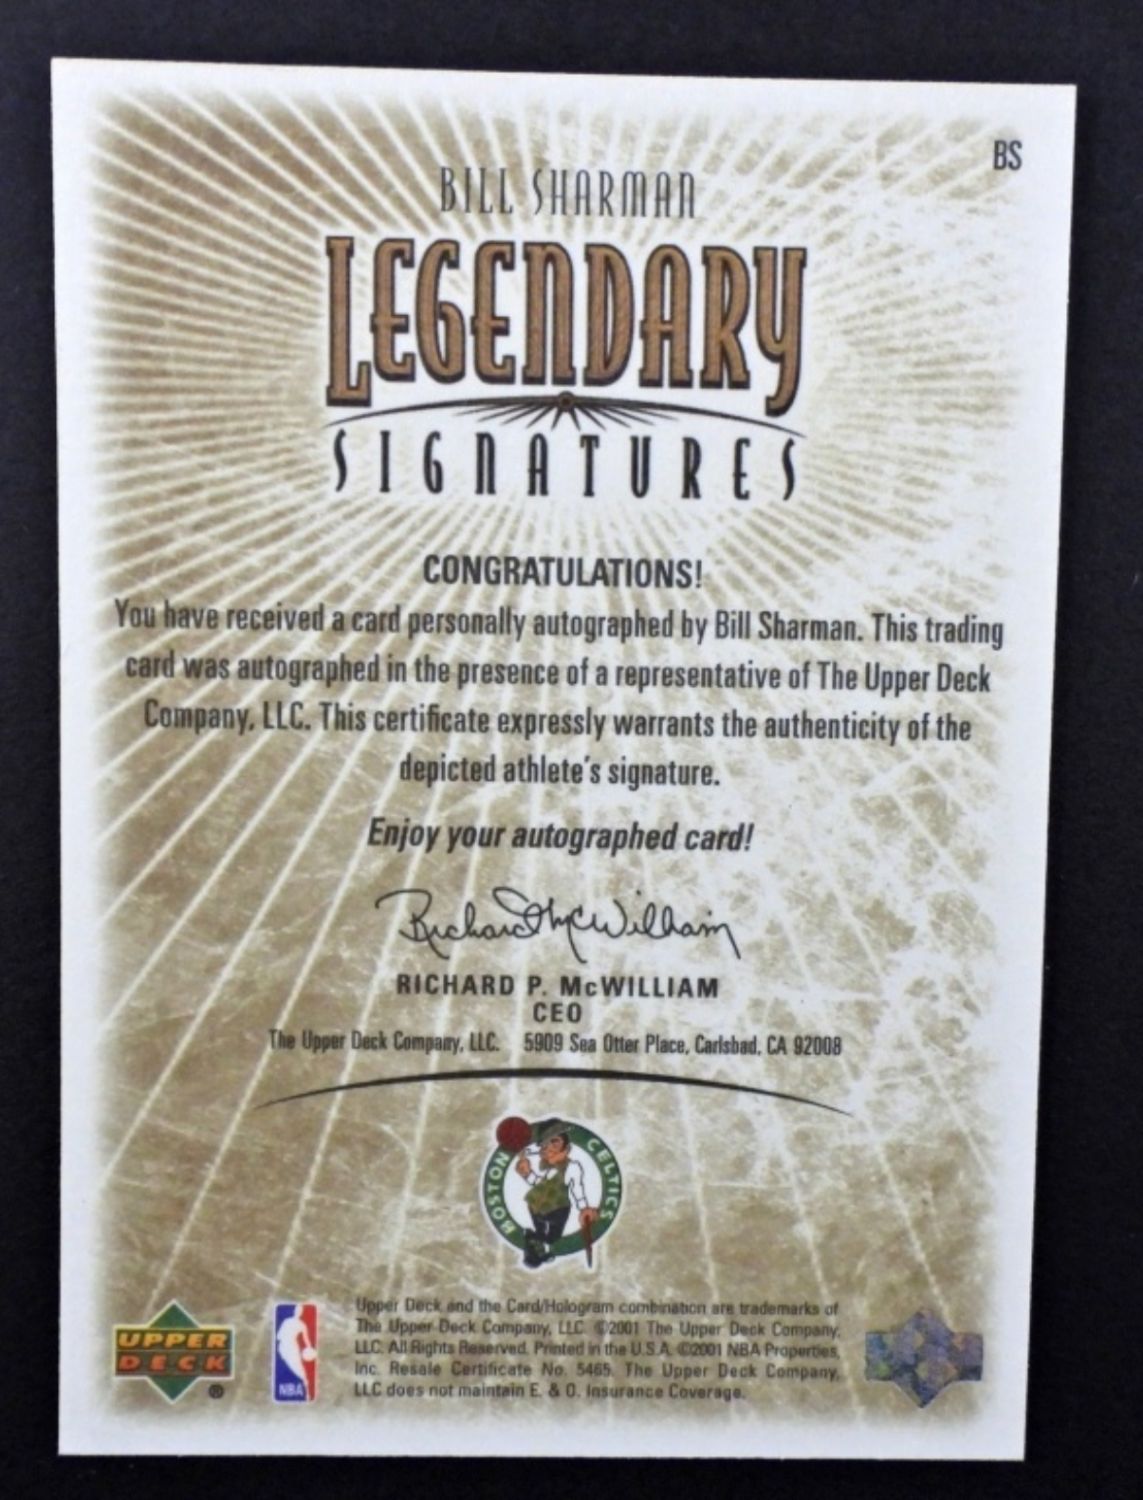 BS
BILL SHARMAN
LEGENDARY
SIGNATURES
CONGRATULATIONS!
You have received a card personally autographed by Bill Sharman. This trading
card was autographed in the presence of a representative of The Upper Deck
Company, LLC. This certificate expressly warrants the authenticity of the
depicted athlete's signature.
Enjoy your autographed card!
Richard McWilliam
RICHARD P. McWILLIAM
CEO
The Upper Deck Company, LLC. 5909 Sea Otter Place, Carlsbad, CA 92008
BOSTON CELTICS
UPPER
DECK
®
NBA
Upper Deck and the Card/Hologram combination are trademarks of
The Upper Deck Company, LLC. ©2001 The Upper Deck Company,
LLC. All Rights Reserved. Printed in the U.S.A. ©2001 NBA Properties,
Inc. Resale Certificate No. 5465. The Upper Deck Company,
LLC does not maintain E. & O. Insurance Coverage.